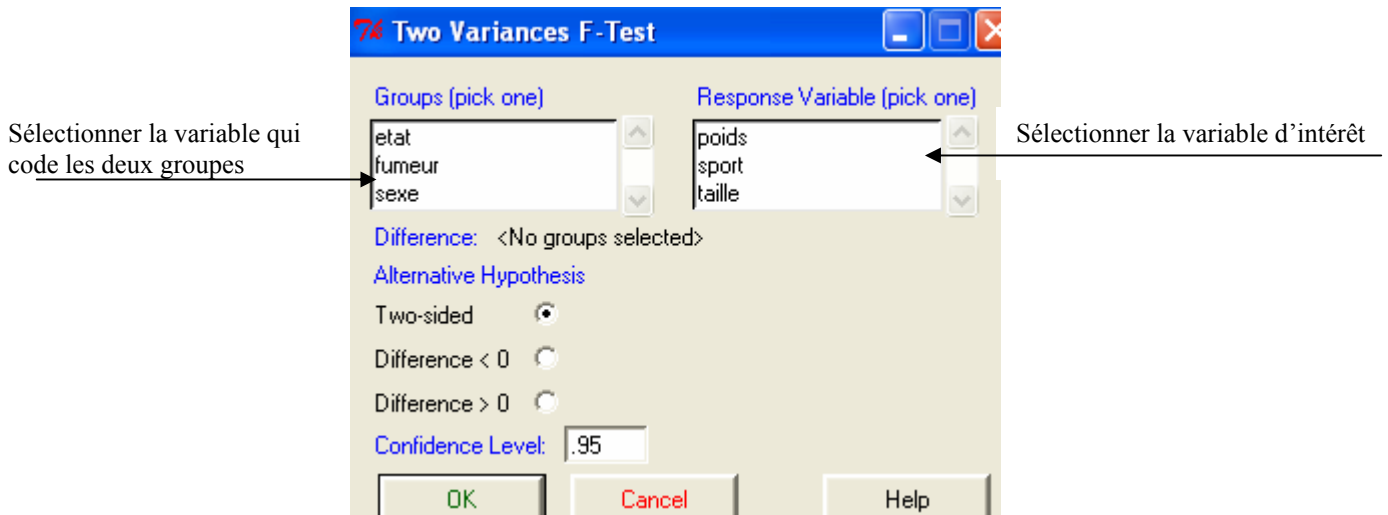 Two Variances F-Test
Groups (pick one)
Response Variable (pick one)
Sélectionner la variable qui
code les deux groupes
etat
fumeur
sexe
poids
sport
taille
Sélectionner la variable d’intérêt
Difference: <No groups selected>
Alternative Hypothesis
Two-sided
Difference < 0
Difference > 0
Confidence Level: .95
OK
Cancel
Help